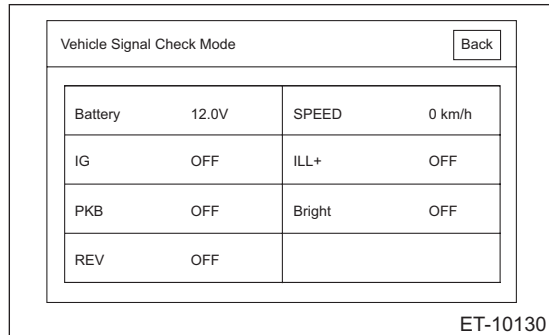 Vehicle Signal Check Mode Back
Battery 12.0V SPEED 0 km/h
IG OFF ILL+ OFF
PKB OFF Bright OFF
REV OFF
ET-10130